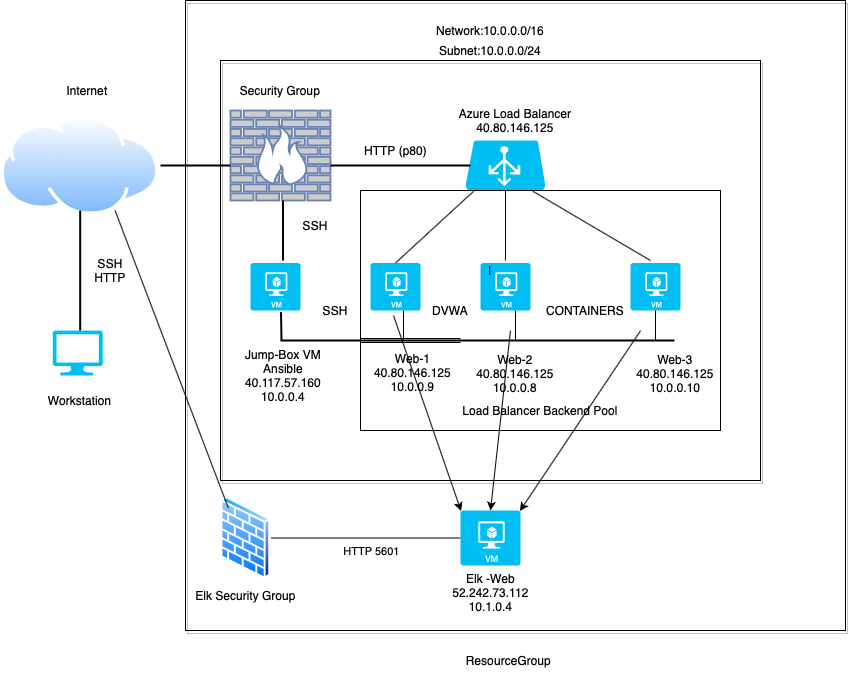 Network:10.0.0.0/16
Subnet:10.0.0.0/24
Internet
Security Group
Azure Load Balancer
40.80.146.125
HTTP (p80)
SSH
SSH
HTTP
VM
VM
VM
VM
SSH
DVWA
CONTAINERS
Jump-Box VM
Ansible
40.117.57.160
10.0.0.4
Web-1
40.80.146.125
10.0.0.9
Web-2
40.80.146.125
10.0.0.8
Web-3
40.80.146.125
10.0.0.10
Workstation
Load Balancer Backend Pool
HTTP 5601
VM
Elk -Web
52.242.73.112
10.1.0.4
Elk Security Group
ResourceGroup